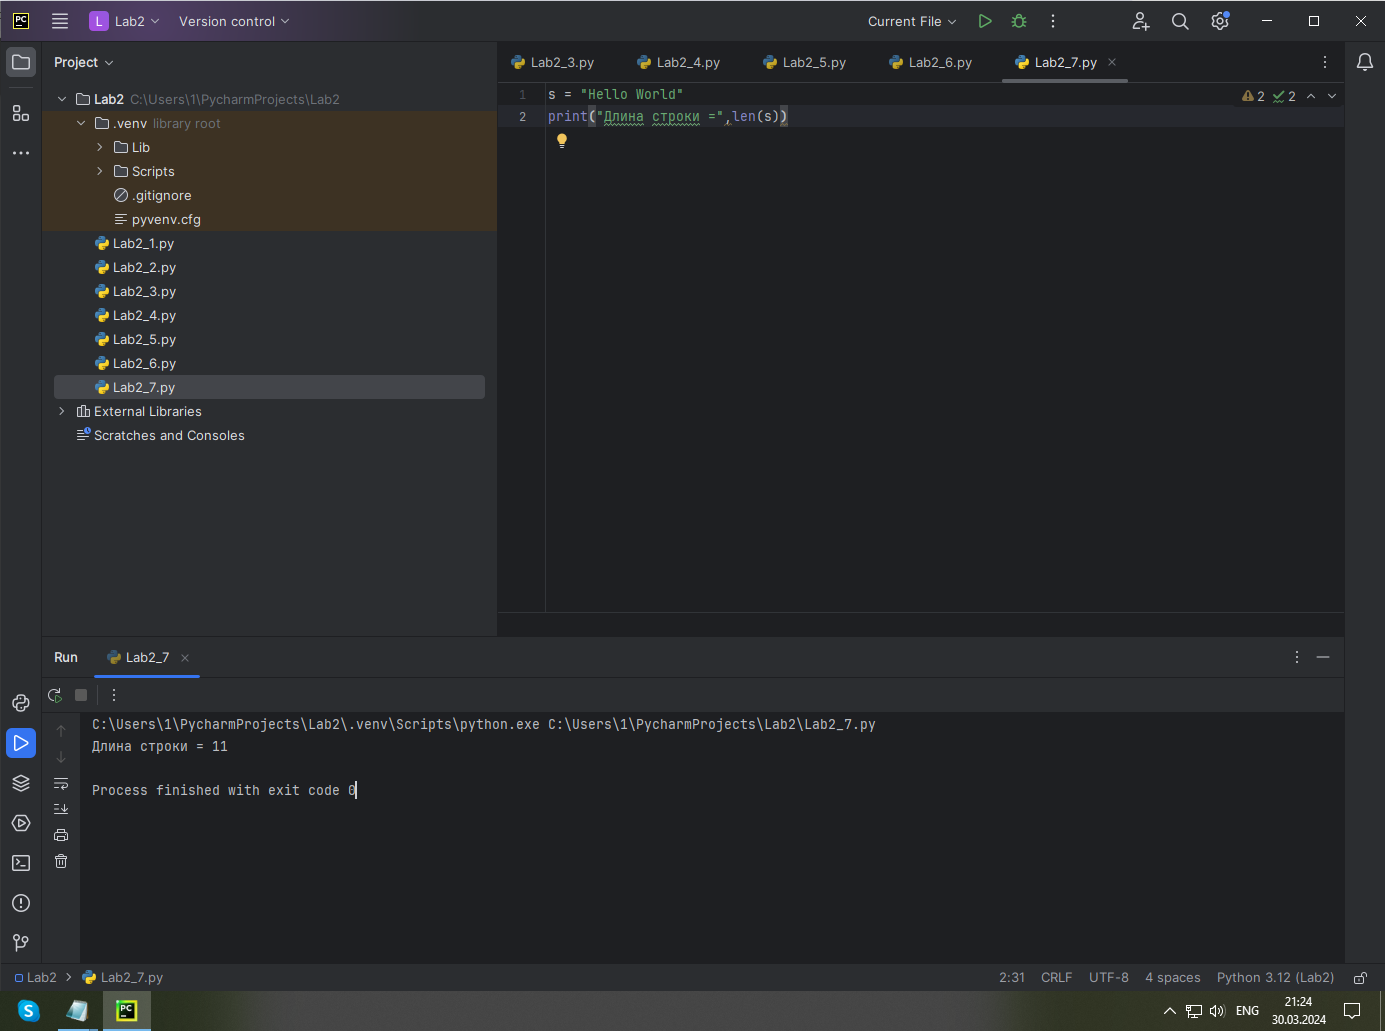 PC L Lab2 Version control Current File
Project
Lab2_3.py Lab2_4.py Lab2_5.py Lab2_6.py Lab2_7.py
Lab2 C:\Users\1\PycharmProjects\Lab2
.venv library root
Lib
Scripts
.gitignore
pyvenv.cfg
Lab2_1.py
Lab2_2.py
Lab2_3.py
Lab2_4.py
Lab2_5.py
Lab2_6.py
Lab2_7.py
External Libraries
Scratches and Consoles
1 s = "Hello World"
2 print("Длина строки =",len(s))
2 2
Run Lab2_7
C:\Users\1\PycharmProjects\Lab2\.venv\Scripts\python.exe C:\Users\1\PycharmProjects\Lab2\Lab2_7.py
Длина строки = 11
Process finished with exit code 0
Lab2 Lab2_7.py 2:31 CRLF UTF-8 4 spaces Python 3.12 (Lab2)
S PC ENG 21:24
30.03.2024